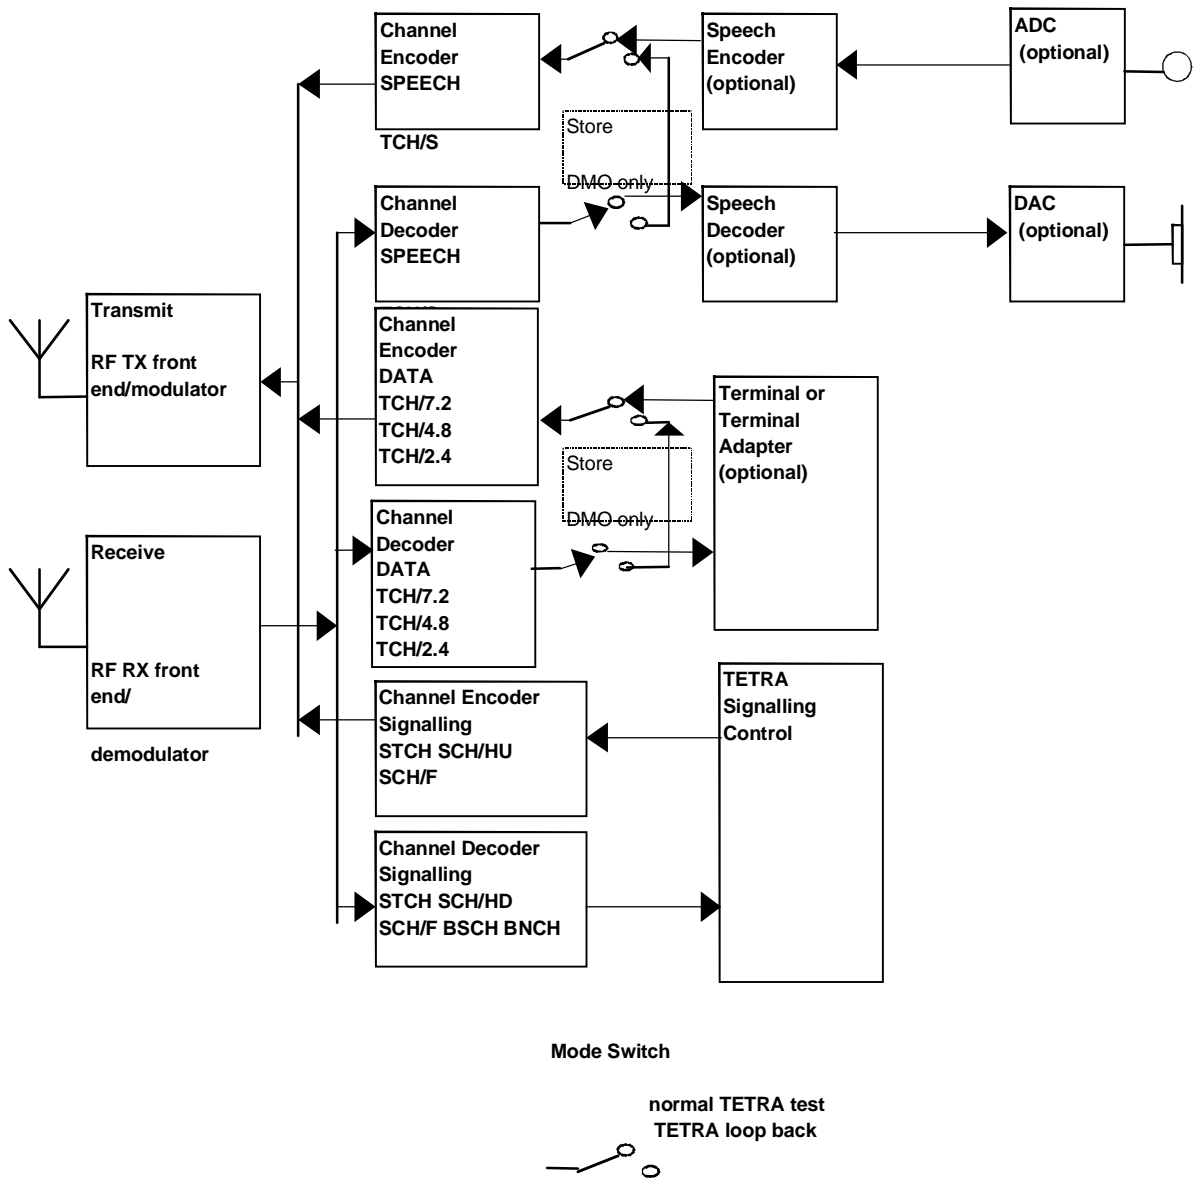 Channel
Encoder
SPEECH
TCH/S
Speech
Encoder
(optional)
ADC
(optional)
Store
DMO only
Channel
Decoder
SPEECH
Speech
Decoder
(optional)
DAC
(optional)
Transmit
RF TX front
end/modulator
Channel
Encoder
DATA
TCH/7.2
TCH/4.8
TCH/2.4
Terminal or
Terminal
Adapter
(optional)
Store
DMO only
Receive
RF RX front
end/
demodulator
Channel
Decoder
DATA
TCH/7.2
TCH/4.8
TCH/2.4
Channel Encoder
Signalling
STCH SCH/HU
SCH/F
TETRA
Signalling
Control
Channel Decoder
Signalling
STCH SCH/HD
SCH/F BSCH BNCH
Mode Switch
normal TETRA test
TETRA loop back